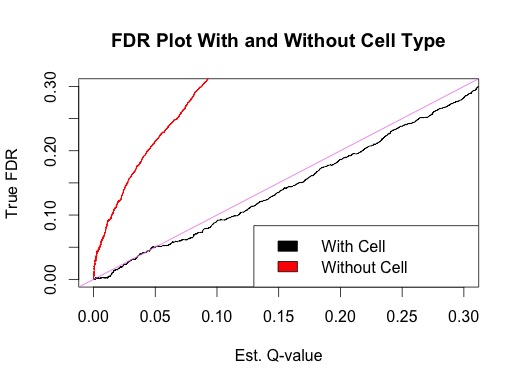 FDR Plot With and Without Cell Type
True FDR
0.30
0.20
0.10
0.00
With Cell
Without Cell
0.00 0.05 0.10 0.15 0.20 0.25 0.30
Est. Q-value